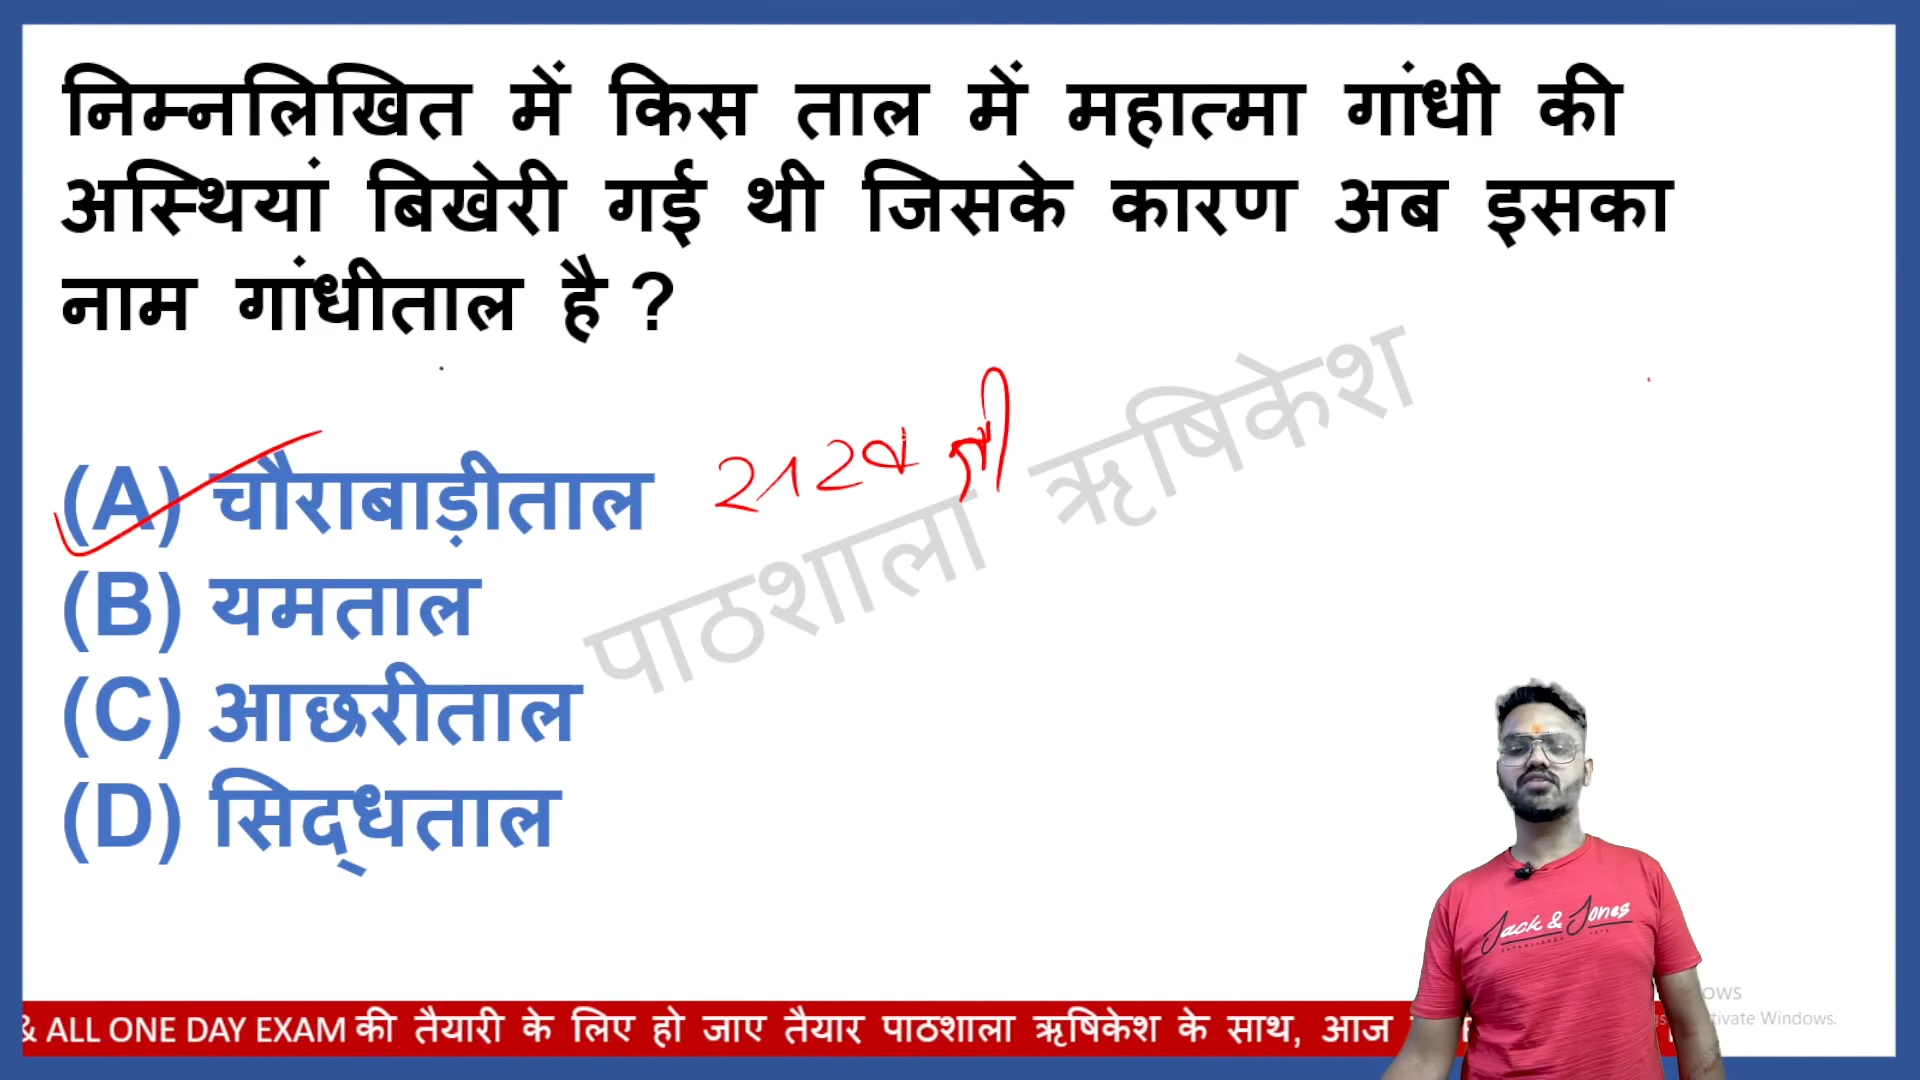 निम्नलिखित में किस ताल में महात्मा गांधी की
अस्थियां बिखेरी गई थी जिसके कारण अब इसका
नाम गांधीताल है ?
(A) चौराबाड़ीताल
(B) यमताल
(C) आछरीताल
(D) सिद्धताल
पाठशाला ऋषिकेश
Jack & Jones
& ALL ONE DAY EXAM की तैयारी के लिए हो जाए तैयार पाठशाला ऋषिकेश के साथ, आज